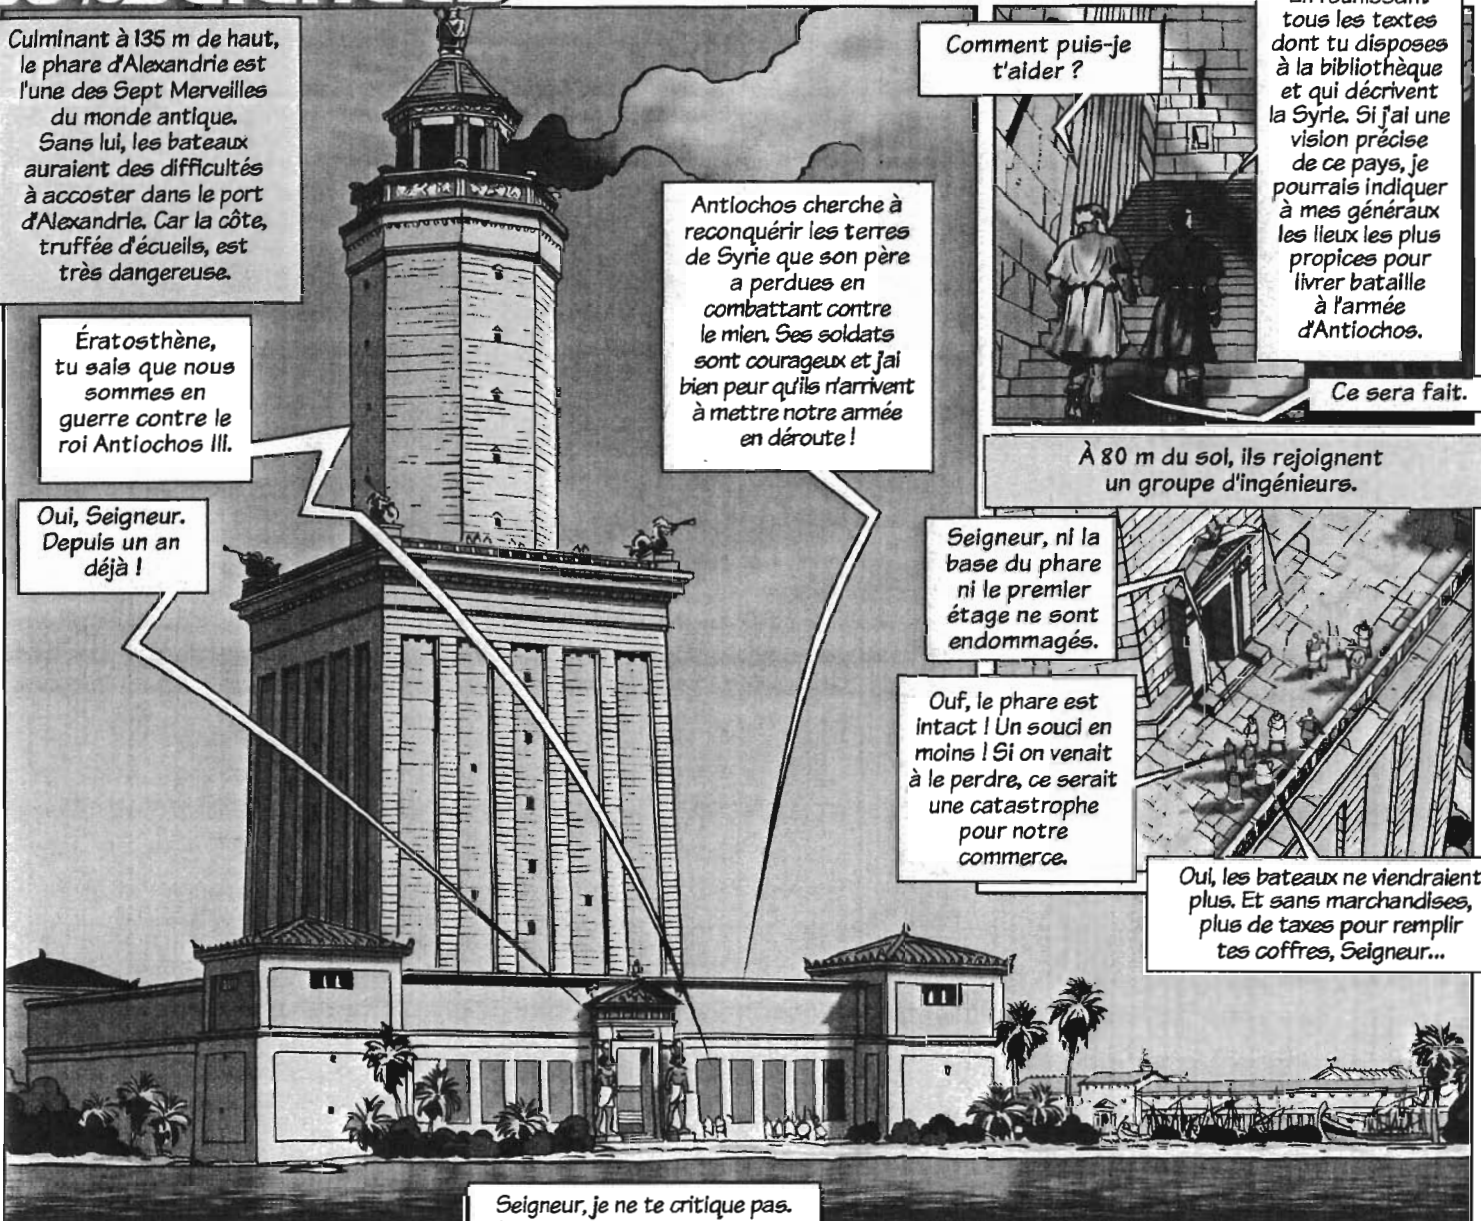 Culminant à 135 m de haut,
le phare d'Alexandrie est
l'une des Sept Merveilles
du monde antique.
Sans lui, les bateaux
auraient des difficultés
à accoster dans le port
d'Alexandrie. Car la côte,
truffée d'écueils, est
très dangereuse.
Ératosthène,
tu sais que nous
sommes en
guerre contre le
roi Antiochos III.
Oui, Seigneur.
Depuis un an
déjà !
Antiochos cherche à
reconquérir les terres
de Syrie que son père
a perdues en
combattant contre
le mien. Ses soldats
sont courageux et j'ai
bien peur qu'ils n'arrivent
à mettre notre armée
en déroute !
Comment puis-je
t'aider ?
En réunissant
tous les textes
dont tu disposes
à la bibliothèque
et qui décrivent
la Syrie. Si j'ai une
vision précise
de ce pays, je
pourrais indiquer
à mes généraux
les lieux les plus
propices pour
livrer bataille
à l'armée
d'Antiochos.
Ce sera fait.
À 80 m du sol, ils rejoignent
un groupe d'ingénieurs.
Seigneur, ni la
base du phare
ni le premier
étage ne sont
endommagés.
Ouf, le phare est
intact ! Un souci en
moins ! Si on venait
à le perdre, ce serait
une catastrophe
pour notre
commerce.
Oui, les bateaux ne viendraient
plus. Et sans marchandises,
plus de taxes pour remplir
tes coffres, Seigneur...
Seigneur, je ne te critique pas.